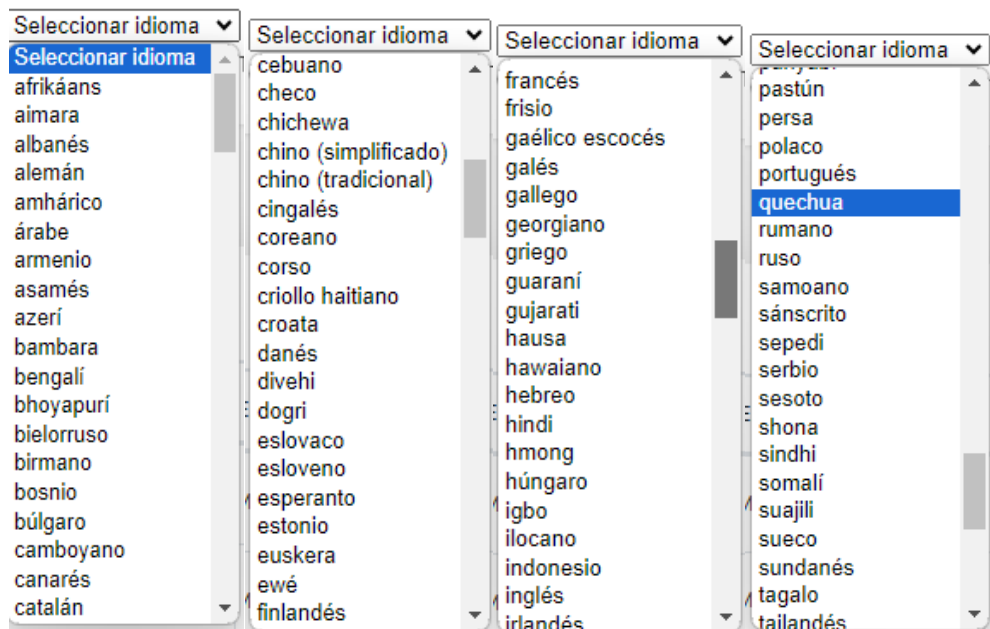 Seleccionar idioma
Seleccionar idioma
afrikáans
aimara
albanés
alemán
amhárico
árabe
armenio
asamés
azerí
bambara
bengalí
bhoyapurí
bielorruso
birmano
bosnio
búlgaro
camboyano
canarés
catalán
Seleccionar idioma
cebuano
checo
chichewa
chino (simplificado)
chino (tradicional)
cingalés
coreano
corso
criollo haitiano
croata
danés
divehi
dogri
eslovaco
esloveno
esperanto
estonio
euskera
ewé
finlandés
Seleccionar idioma
francés
frisio
gaélico escocés
galés
gallego
georgiano
griego
guaraní
gujarati
hausa
hawaiano
hebreo
hindi
hmong
húngaro
igbo
ilocano
indonesio
inglés
irlandés
Seleccionar idioma
pastún
persa
polaco
portugués
quechua
rumano
ruso
samoano
sánscrito
sepedi
serbio
sesoto
shona
sindhi
somalí
suajili
sueco
sundanés
tagalo
tailandés